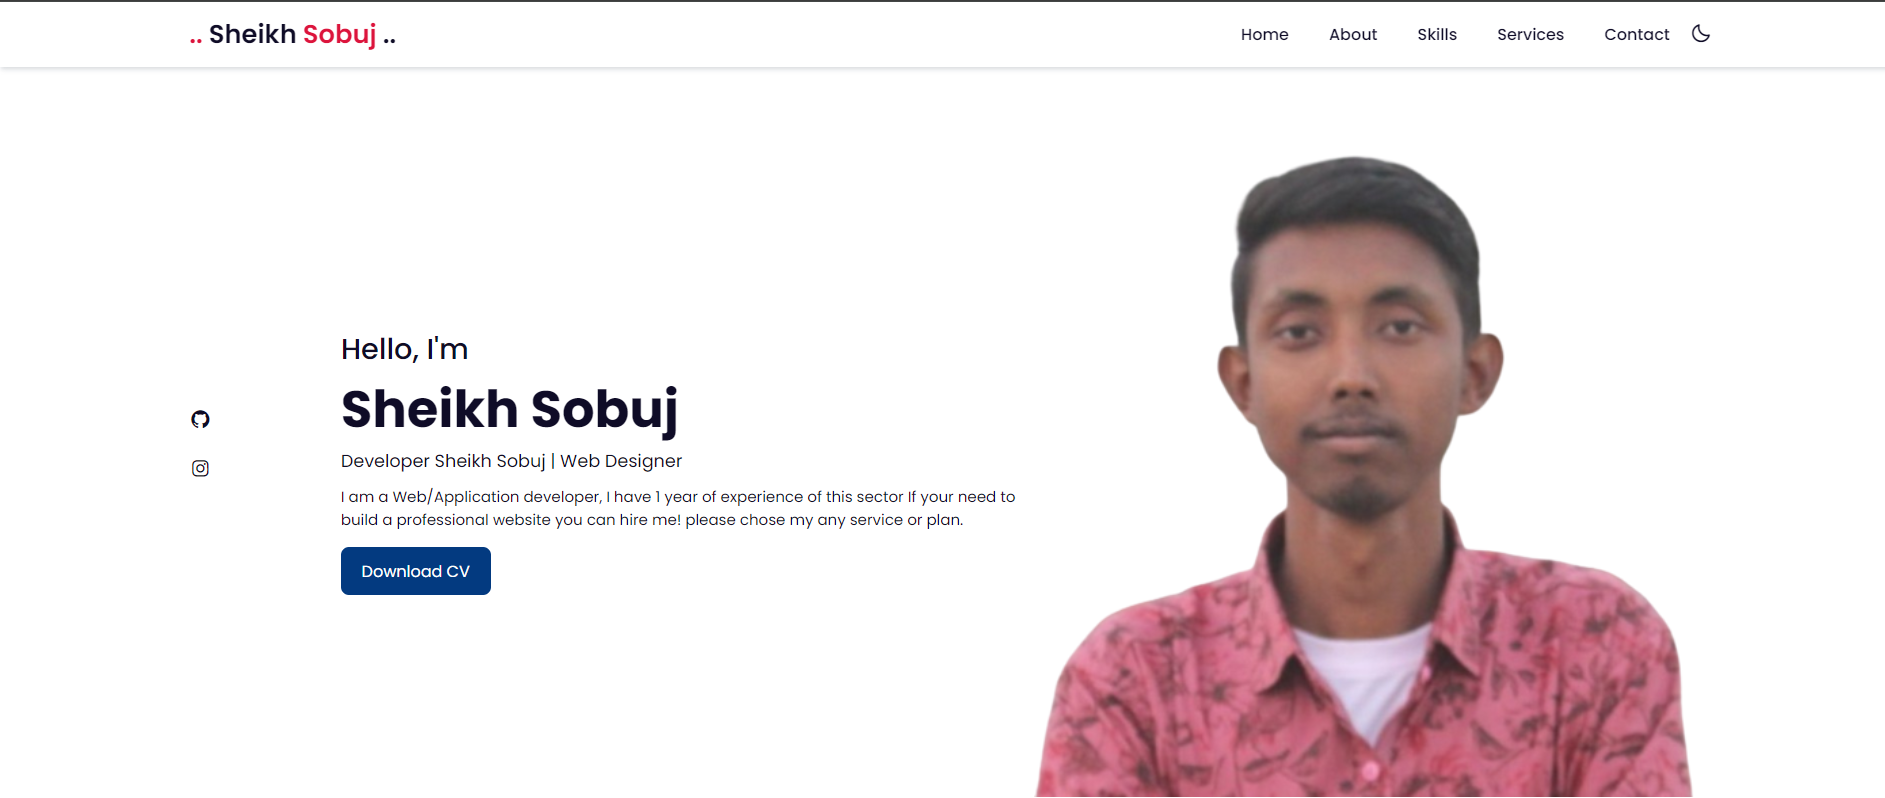 .. Sheikh Sobuj ..
Home About Skills Services Contact
Hello, I'm
Sheikh Sobuj
Developer Sheikh Sobuj | Web Designer
I am a Web/Application developer, I have 1 year of experience of this sector If your need to
build a professional website you can hire me! please chose my any service or plan.
Download CV